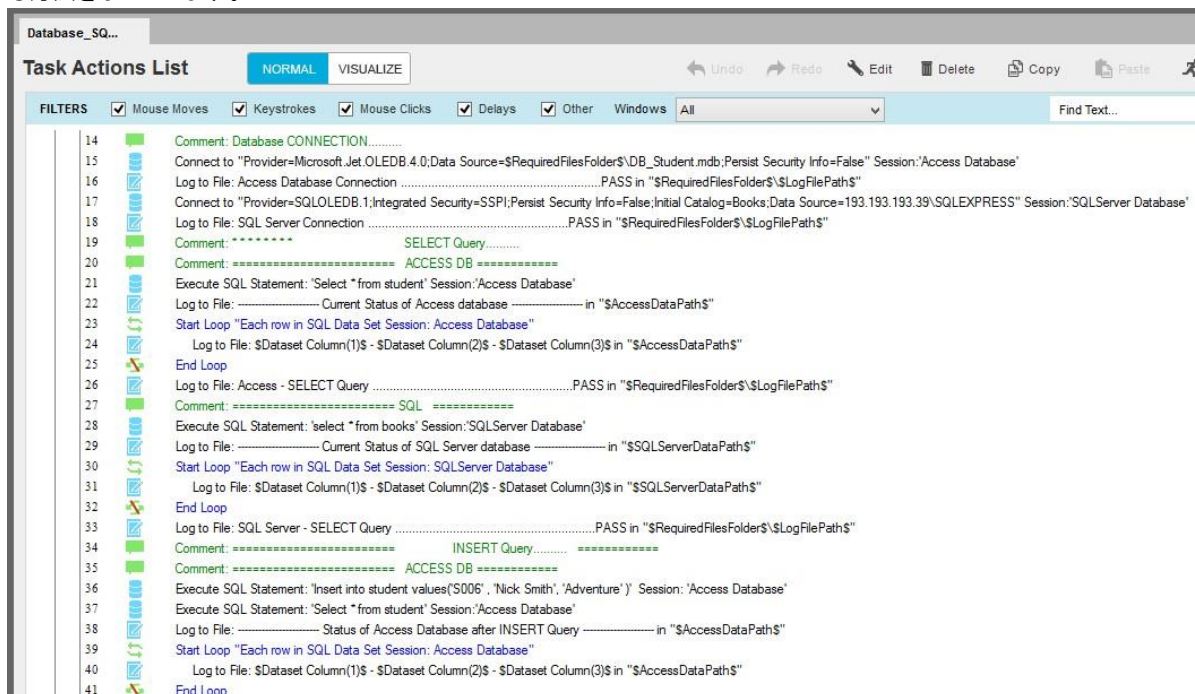 Database_SQ...
Task Actions List NORMAL VISUALIZE Undo Redo Edit Delete Copy Paste
FILTERS Mouse Moves Keystrokes Mouse Clicks Delays Other Windows All Find Text...
14 Comment: Database CONNECTION..........
15 Connect to "Provider=Microsoft.Jet.OLEDB.4.0;Data Source=$RequiredFilesFolder$\DB_Student.mdb;Persist Security Info=False" Session:'Access Database'
16 Log to File: Access Database Connection ............................................................PASS in "$RequiredFilesFolder$\$LogFilePath$"
17 Connect to "Provider=SQLOLEDB.1;Integrated Security=SSPI;Persist Security Info=False;Initial Catalog=Books;Data Source=193.193.193.39\SQLEXPRESS" Session:'SQLServer Database'
18 Log to File: SQL Server Connection ............................................................PASS in "$RequiredFilesFolder$\$LogFilePath$"
19 Comment: * * * * * * * * SELECT Query..........
20 Comment: ======================== ACCESS DB ============
21 Execute SQL Statement: 'Select * from student' Session:'Access Database'
22 Log to File: ------------------------ Current Status of Access database --------------------- in "$AccessDataPath$"
23 Start Loop "Each row in SQL Data Set Session: Access Database"
24 Log to File: $Dataset Column(1)$ - $Dataset Column(2)$ - $Dataset Column(3)$ in "$AccessDataPath$"
25 End Loop
26 Log to File: Access - SELECT Query ............................................................PASS in "$RequiredFilesFolder$\$LogFilePath$"
27 Comment: ======================== SQL ============
28 Execute SQL Statement: 'select * from books' Session:'SQLServer Database'
29 Log to File: ------------------------ Current Status of SQL Server database --------------------- in "$SQLServerDataPath$"
30 Start Loop "Each row in SQL Data Set Session: SQLServer Database"
31 Log to File: $Dataset Column(1)$ - $Dataset Column(2)$ - $Dataset Column(3)$ in "$SQLServerDataPath$"
32 End Loop
33 Log to File: SQL Server - SELECT Query ............................................................PASS in "$RequiredFilesFolder$\$LogFilePath$"
34 Comment: ======================== INSERT Query.......... ============
35 Comment: ======================== ACCESS DB ============
36 Execute SQL Statement: 'Insert into student values('S006' , 'Nick Smith', 'Adventure' )' Session: 'Access Database'
37 Execute SQL Statement: 'Select * from student' Session:'Access Database'
38 Log to File: ------------------------ Status of Access Database after INSERT Query --------------------- in "$AccessDataPath$"
39 Start Loop "Each row in SQL Data Set Session: Access Database"
40 Log to File: $Dataset Column(1)$ - $Dataset Column(2)$ - $Dataset Column(3)$ in "$AccessDataPath$"
41 End Loop